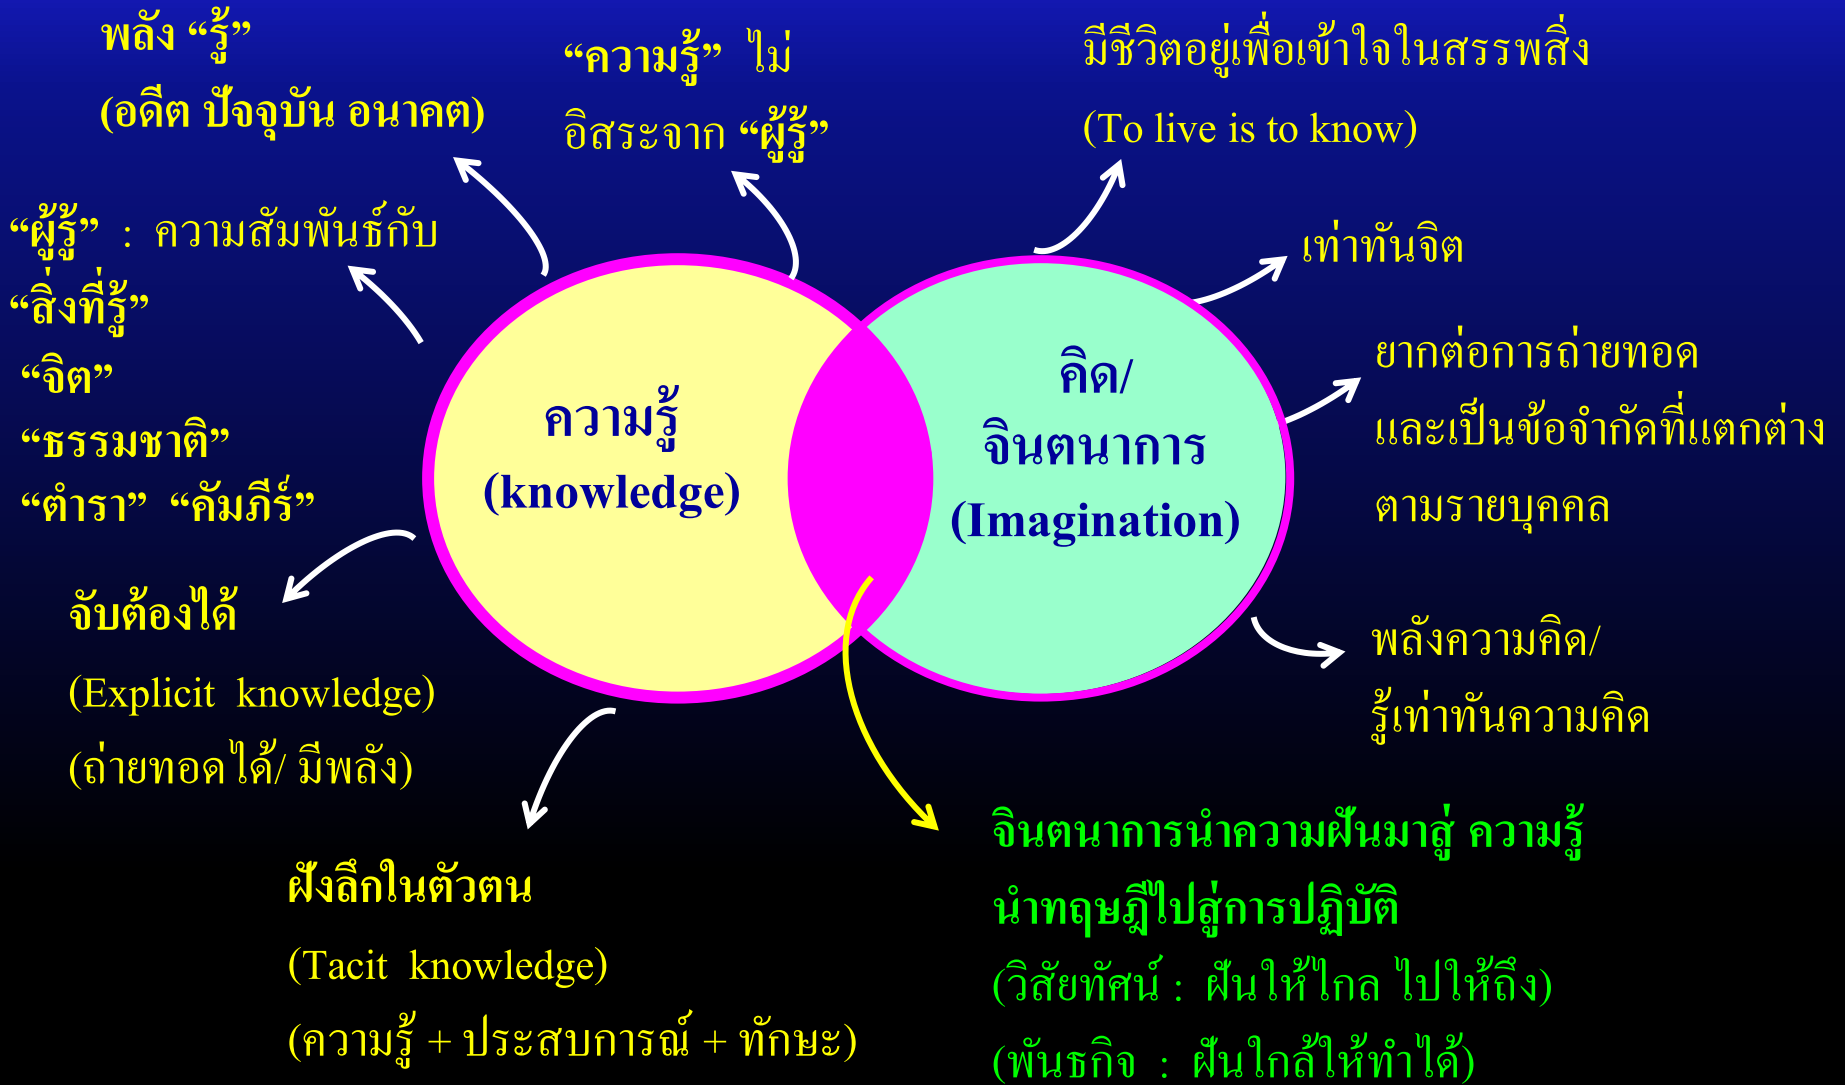 พลัง “รู้”
(อดีต ปัจจุบัน อนาคต)
“ความรู้” ไม่
อิสระจาก “ผู้รู้”
มีชีวิตอยู่เพื่อเข้าใจในสรรพสิ่ง
(To live is to know)
“ผู้รู้” : ความสัมพันธ์กับ
“สิ่งที่รู้”
“จิต”
“ธรรมชาติ”
“ตำรา” “คัมภีร์”
เท่าทันจิต
ยากต่อการถ่ายทอด
และเป็นข้อจำกัดที่แตกต่าง
ตามรายบุคคล
ความรู้
(knowledge)
คิด/
จินตนาการ
(Imagination)
จับต้องได้
(Explicit knowledge)
(ถ่ายทอดได้/ มีพลัง)
พลังความคิด/
รู้เท่าทันความคิด
ฝังลึกในตัวตน
(Tacit knowledge)
(ความรู้ + ประสบการณ์ + ทักษะ)
จินตนาการนำความฝันมาสู่ ความรู้
นำทฤษฎีไปสู่การปฏิบัติ
(วิสัยทัศน์ : ฝันให้ไกล ไปให้ถึง)
(พันธกิจ : ฝันใกล้ให้ทำได้)